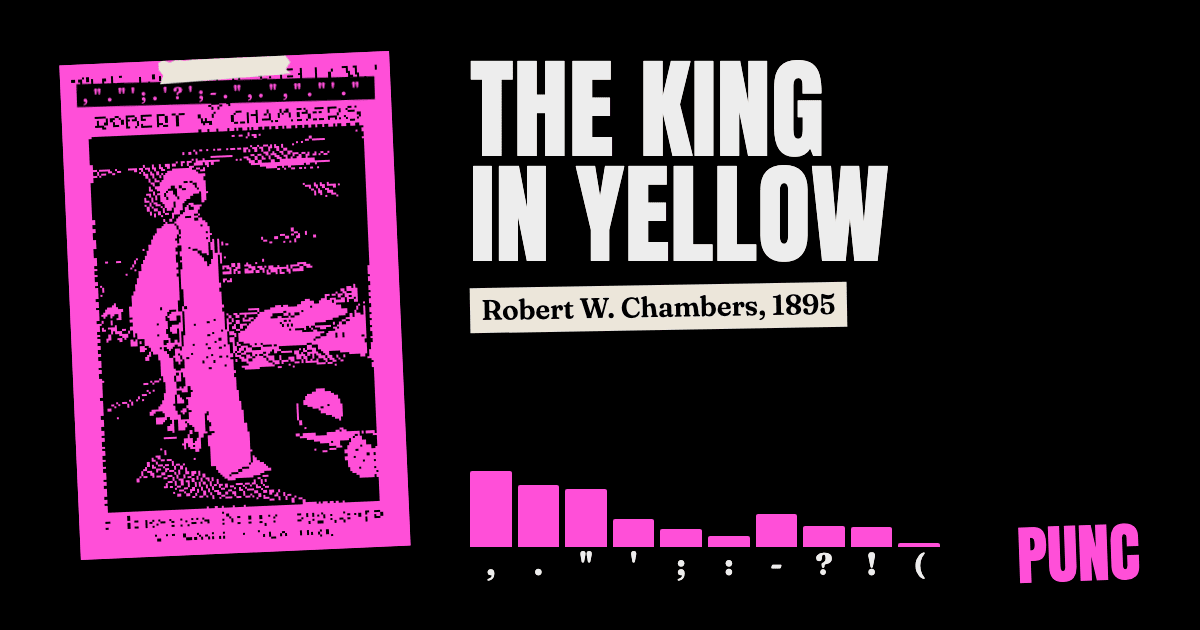 ,"."';.'?';-.",.",","."'."
ROBERT W CHAMBERS
THE KING
IN YELLOW
Robert W. Chambers, 1895
, . " ' ; : - ? ! (
PUNC